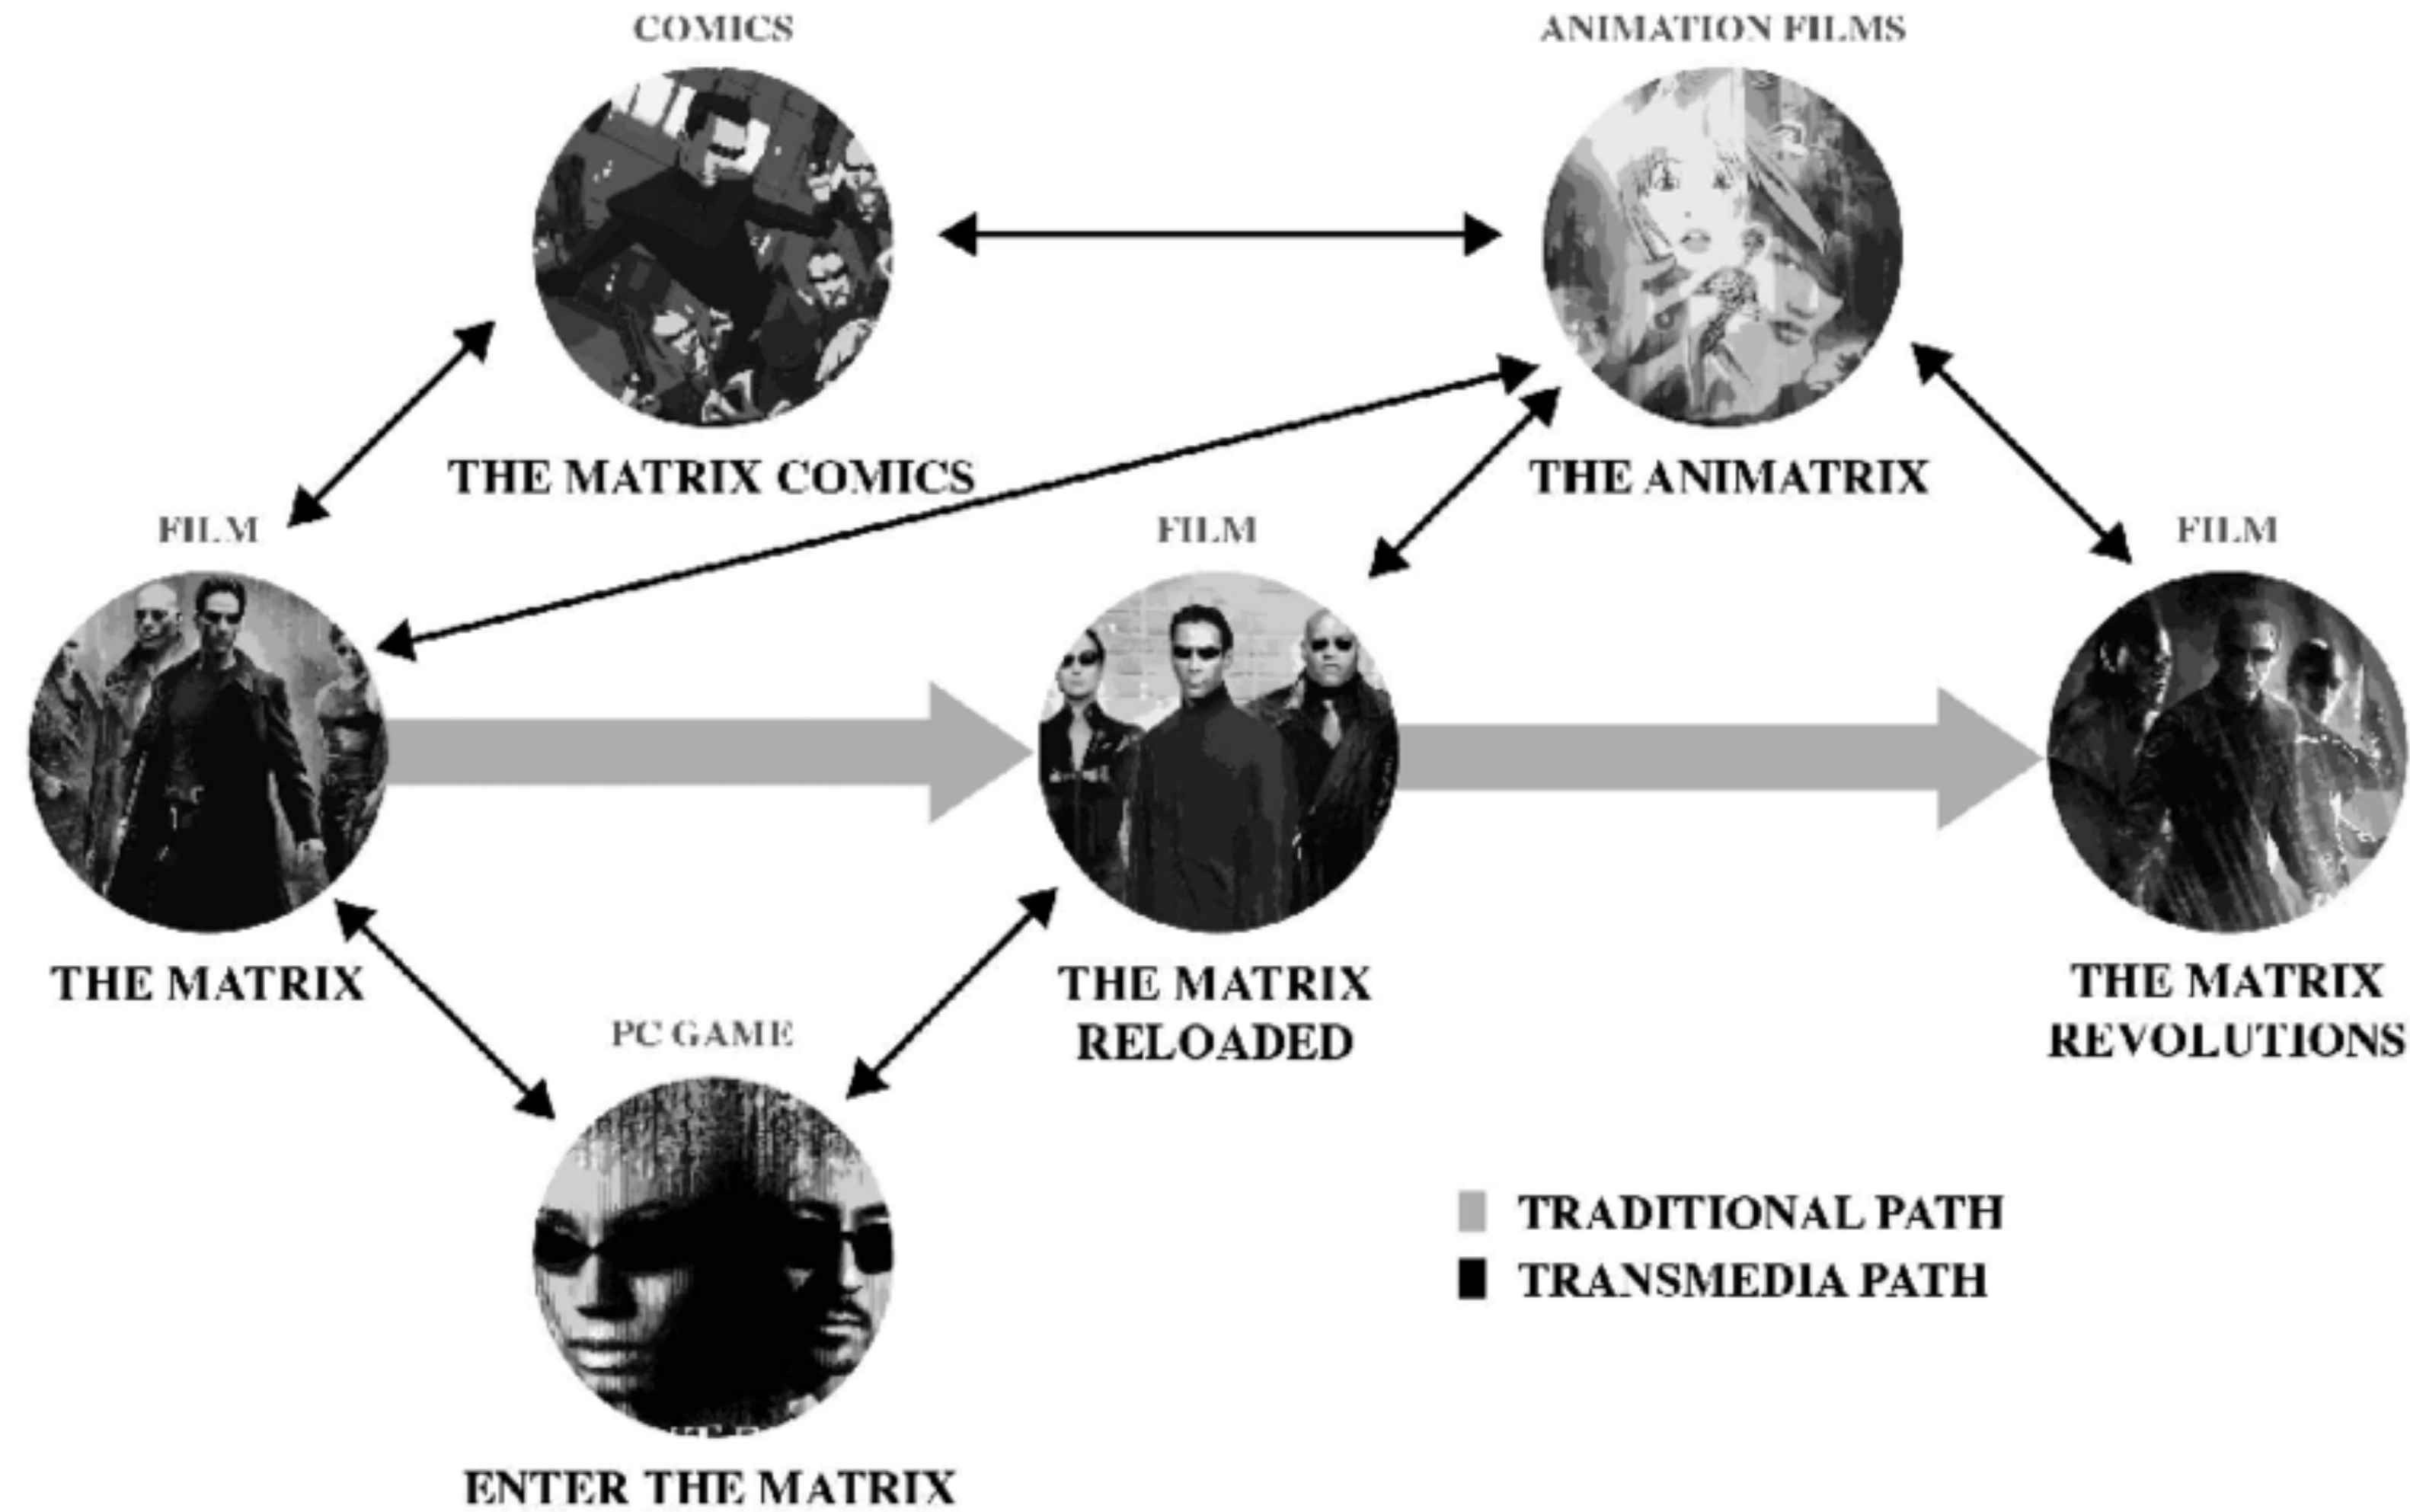 COMICS
ANIMATION FILMS
THE MATRIX COMICS
THE ANIMATRIX
FILM
FILM
FILM
THE MATRIX
THE MATRIX
RELOADED
THE MATRIX
REVOLUTIONS
PC GAME
ENTER THE MATRIX
TRADITIONAL PATH
TRANSMEDIA PATH